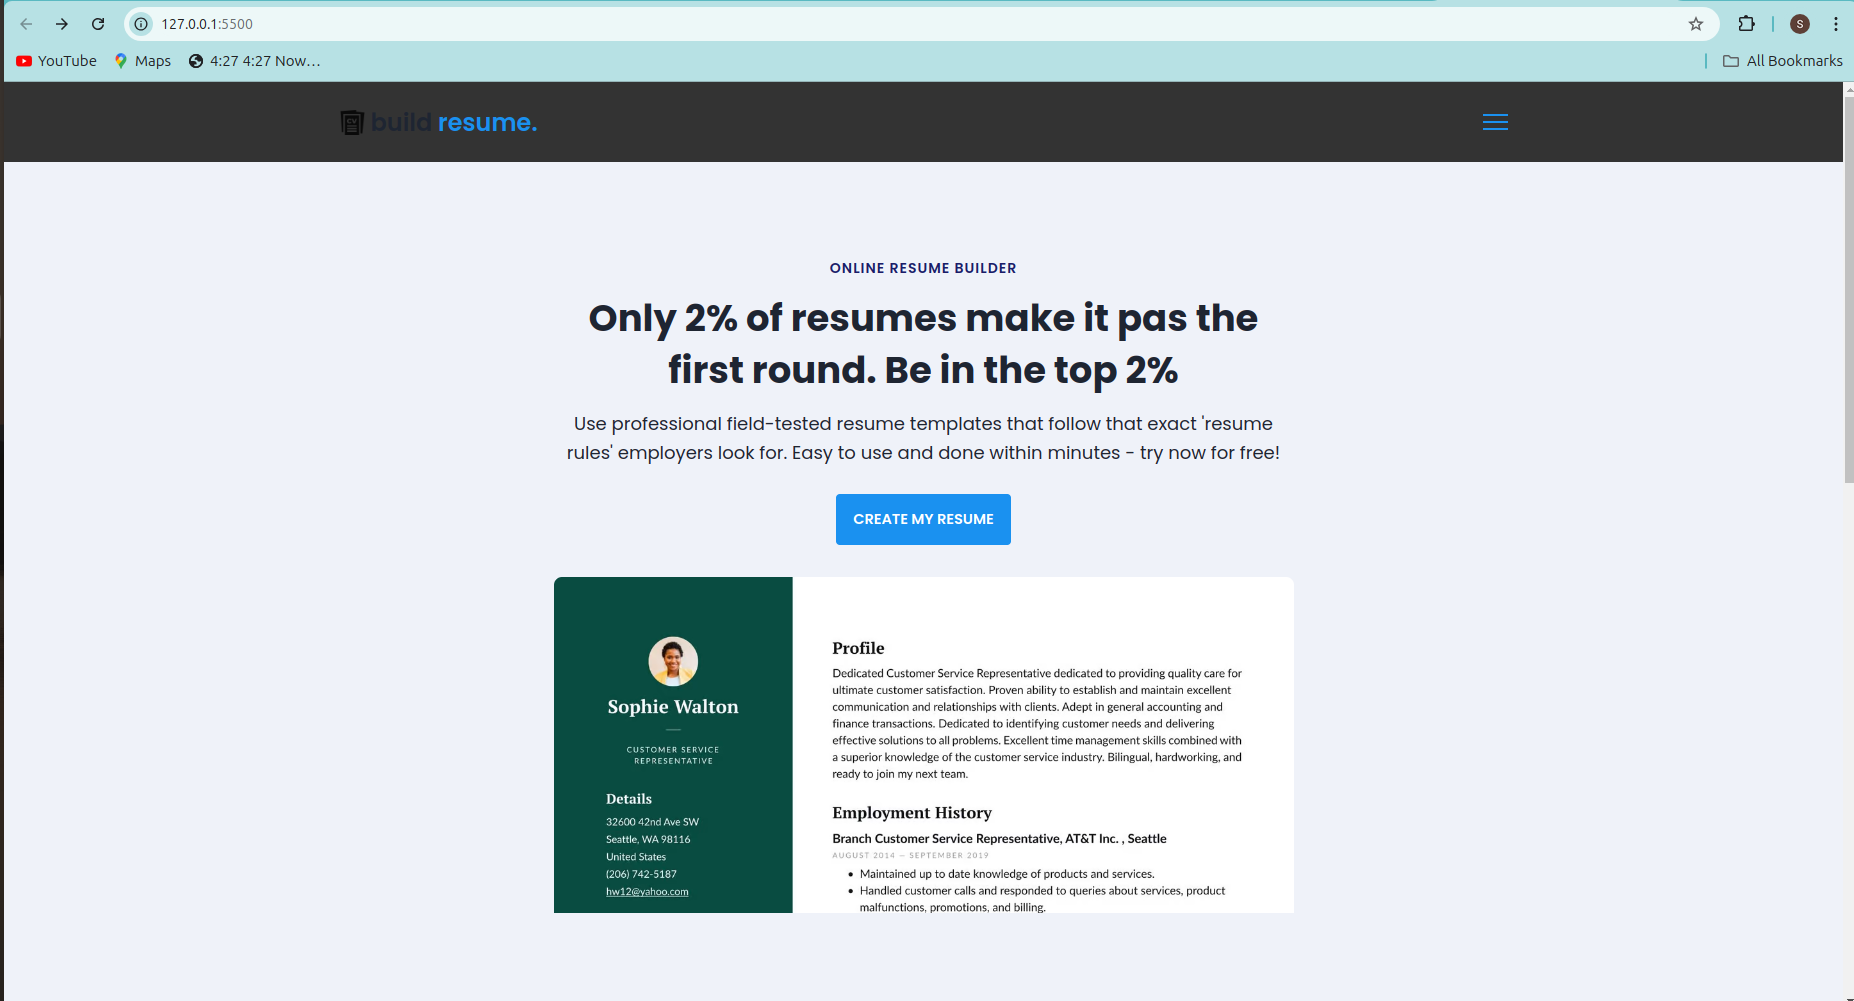 127.0.0.1:5500
S
YouTube
Maps
4:27 4:27 Now...
All Bookmarks
CV
build resume.
ONLINE RESUME BUILDER
Only 2% of resumes make it pas the
first round. Be in the top 2%
Use professional field-tested resume templates that follow that exact 'resume
rules' employers look for. Easy to use and done within minutes - try now for free!
CREATE MY RESUME
Sophie Walton
CUSTOMER SERVICE
REPRESENTATIVE
Details
32600 42nd Ave SW
Seattle, WA 98116
United States
(206) 742-5187
hw12@yahoo.com
Profile
Dedicated Customer Service Representative dedicated to providing quality care for
ultimate customer satisfaction. Proven ability to establish and maintain excellent
communication and relationships with clients. Adept in general accounting and
finance transactions. Dedicated to identifying customer needs and delivering
effective solutions to all problems. Excellent time management skills combined with
a superior knowledge of the customer service industry. Bilingual, hardworking, and
ready to join my next team.
Employment History
Branch Customer Service Representative, AT&T Inc. , Seattle
AUGUST 2014 — SEPTEMBER 2019
• Maintained up to date knowledge of products and services.
• Handled customer calls and responded to queries about services, product
malfunctions, promotions, and billing.